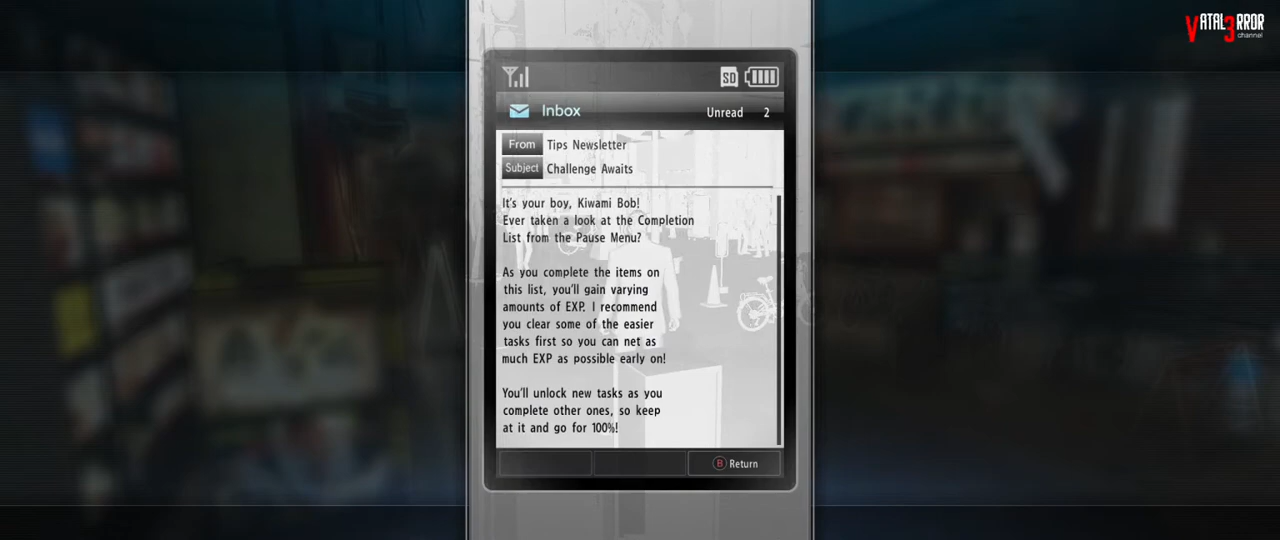 VATAL3RROR
channel
SD
Inbox
Unread 2
From Tips Newsletter
Subject Challenge Awaits
It's your boy, Kiwami Bob!
Ever taken a look at the Completion
List from the Pause Menu?
As you complete the items on
this list, you'll gain varying
amounts of EXP. I recommend
you clear some of the easier
tasks first so you can net as
much EXP as possible early on!
You'll unlock new tasks as you
complete other ones, so keep
at it and go for 100%!
B Return